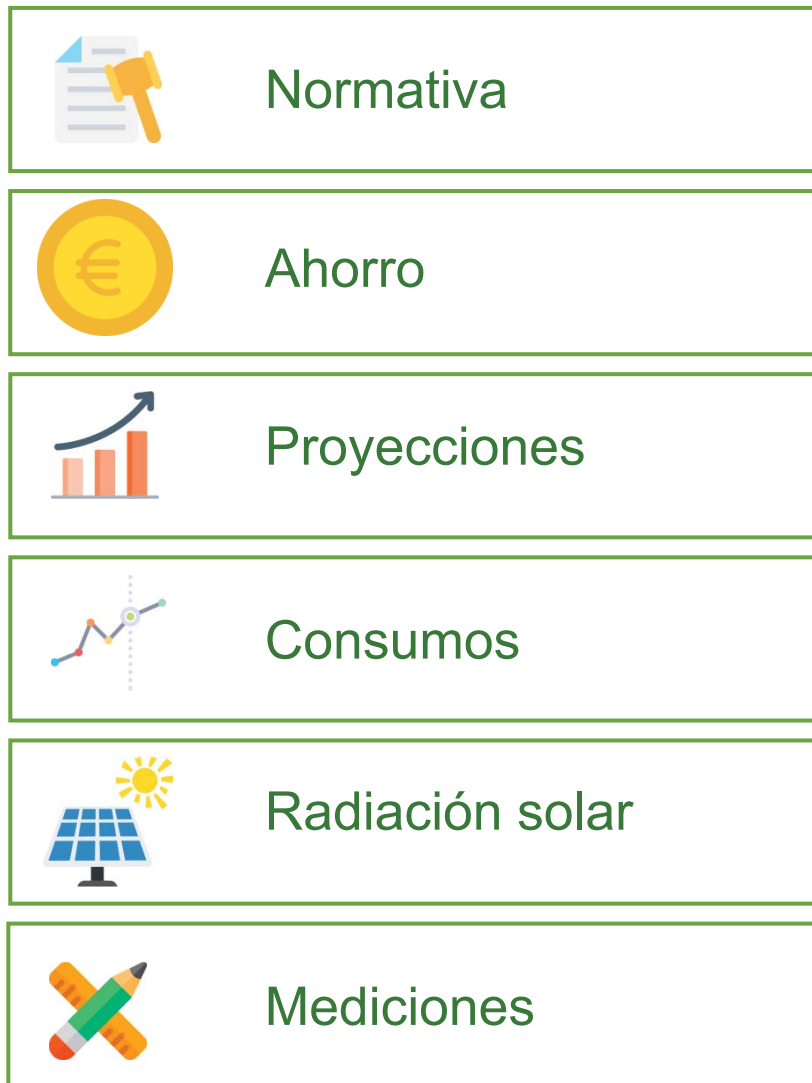 Normativa
€
Ahorro
Proyecciones
Consumos
Radiación solar
Mediciones